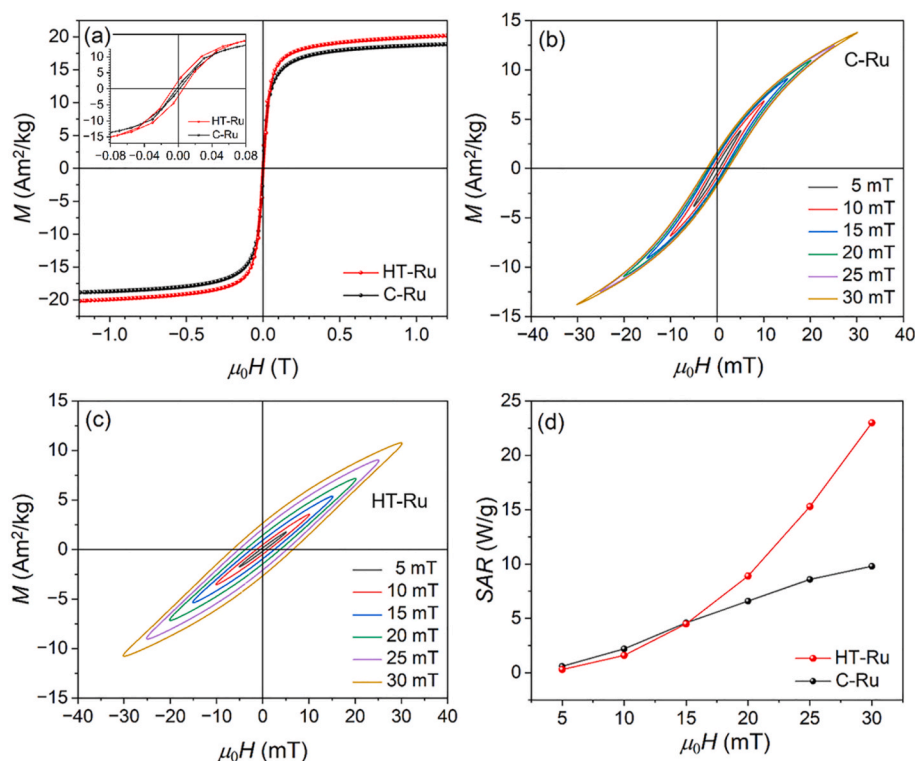 (a)
M (Am²/kg)
20
15
10
5
0
−5
−10
−15
−20
10
5
0
−5
−10
−15
−0.08 −0.04 0.00 0.04 0.08
HT-Ru
C-Ru
HT-Ru
C-Ru
−1.0 −0.5 0.0 0.5 1.0
μ₀H (T)
(b)
C-Ru
M (Am²/kg)
15
10
5
0
−5
−10
−15
5 mT
10 mT
15 mT
20 mT
25 mT
30 mT
−40 −30 −20 −10 0 10 20 30 40
μ₀H (mT)
(c)
HT-Ru
M (Am²/kg)
15
10
5
0
−5
−10
−15
5 mT
10 mT
15 mT
20 mT
25 mT
30 mT
−40 −30 −20 −10 0 10 20 30 40
μ₀H (mT)
(d)
SAR (W/g)
25
20
15
10
5
0
HT-Ru
C-Ru
5 10 15 20 25 30
μ₀H (mT)